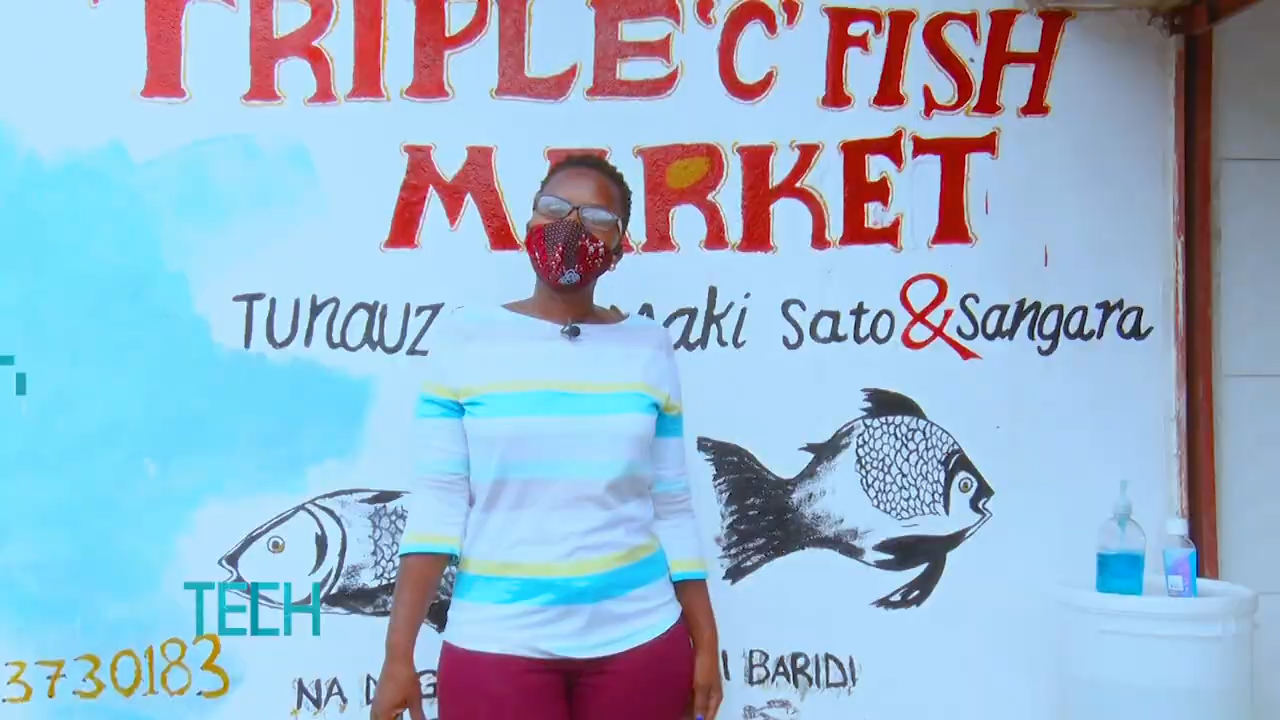 TRIPLE 'C' FISH
MARKET
Tunauz aki Sato & Sangara
TECH
3730183
NA BARIDI